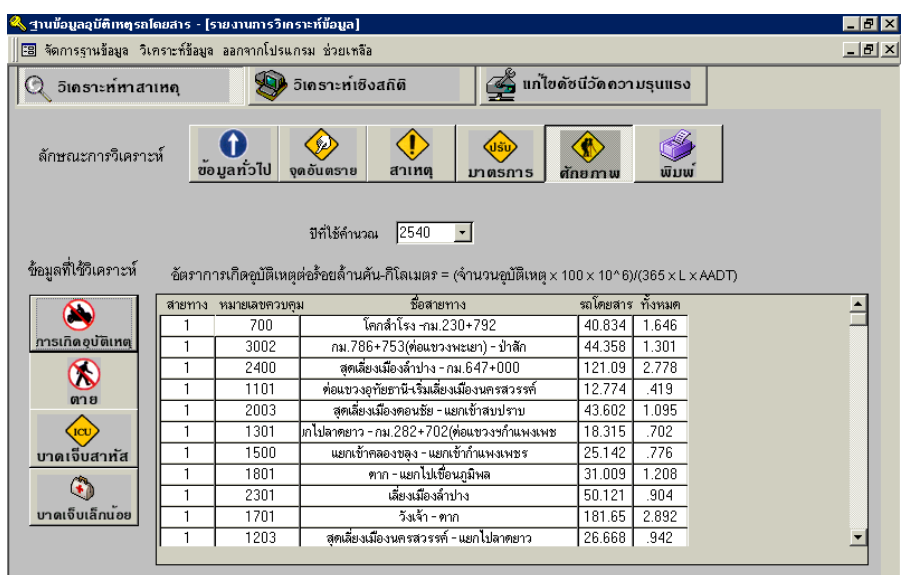 ฐานข้อมูลอุบัติเหตุรถโดยสาร - [รายงานการวิเคราะห์ข้อมูล]
จัดการฐานข้อมูล วิเคราะห์ข้อมูล ออกจากโปรแกรม ช่วยเหลือ
วิเคราะห์หาสาเหตุ วิเคราะห์เชิงสถิติ แก้ไขดัชนีวัดความรุนแรง
ลักษณะการวิเคราะห์ ข้อมูลทั่วไป จุดอันตราย สาเหตุ ปรับ มาตรการ ศักยภาพ พิมพ์
ปีที่ใช้คำนวณ 2540
ข้อมูลที่ใช้วิเคราะห์ อัตราการเกิดอุบัติเหตุต่อร้อยล้านคัน-กิโลเมตร = (จำนวนอุบัติเหตุ x 100 x 10^6)/(365 x L x AADT)
การเกิดอุบัติเหตุ
ตาย
ICU
บาดเจ็บสาหัส
บาดเจ็บเล็กน้อย
สายทาง หมายเลขควบคุม ชื่อสายทาง รถโดยสาร ทั้งหมด
1 700 โคกสำโรง -กม.230+792 40.834 1.646
1 3002 กม.786+753(ต่อแขวงพะเยา) - ป่าสัก 44.358 1.301
1 2400 สุดเลี่ยงเมืองลำปาง - กม.647+000 121.09 2.778
1 1101 ต่อแขวงอุทัยธานี-เริ่มเลี่ยงเมืองนครสวรรค์ 12.774 .419
1 2003 สุดเลี่ยงเมืองดอนชัย - แยกเข้าสบปราบ 43.602 1.095
1 1301 กไปลาดยาว - กม.282+702(ต่อแขวงฯกำแพงเพช 18.315 .702
1 1500 แยกเข้าคลองขลุง - แยกเข้ากำแพงเพชร 25.142 .776
1 1801 ตาก - แยกไปเขื่อนภูมิพล 31.009 1.208
1 2301 เลี่ยงเมืองลำปาง 50.121 .904
1 1701 วังเจ้า - ตาก 181.65 2.892
1 1203 สุดเลี่ยงเมืองนครสวรรค์ - แยกไปลาดยาว 26.668 .942